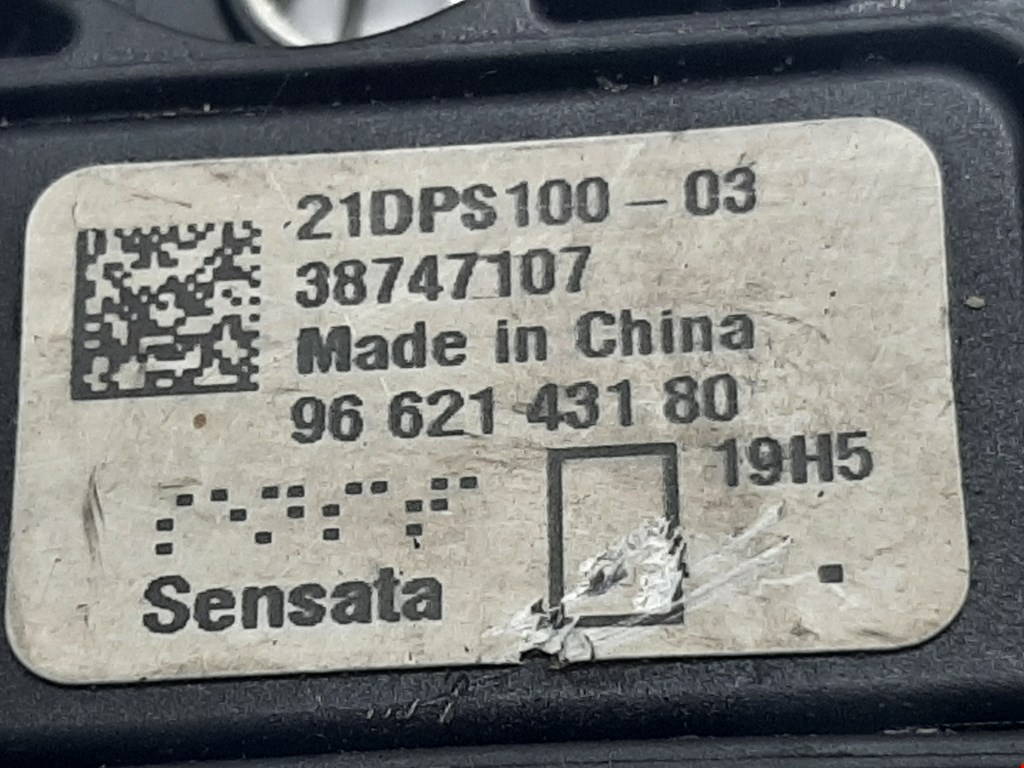 21DPS100-03
38747107
Made in China
96 621 431 80
19H5
Sensata